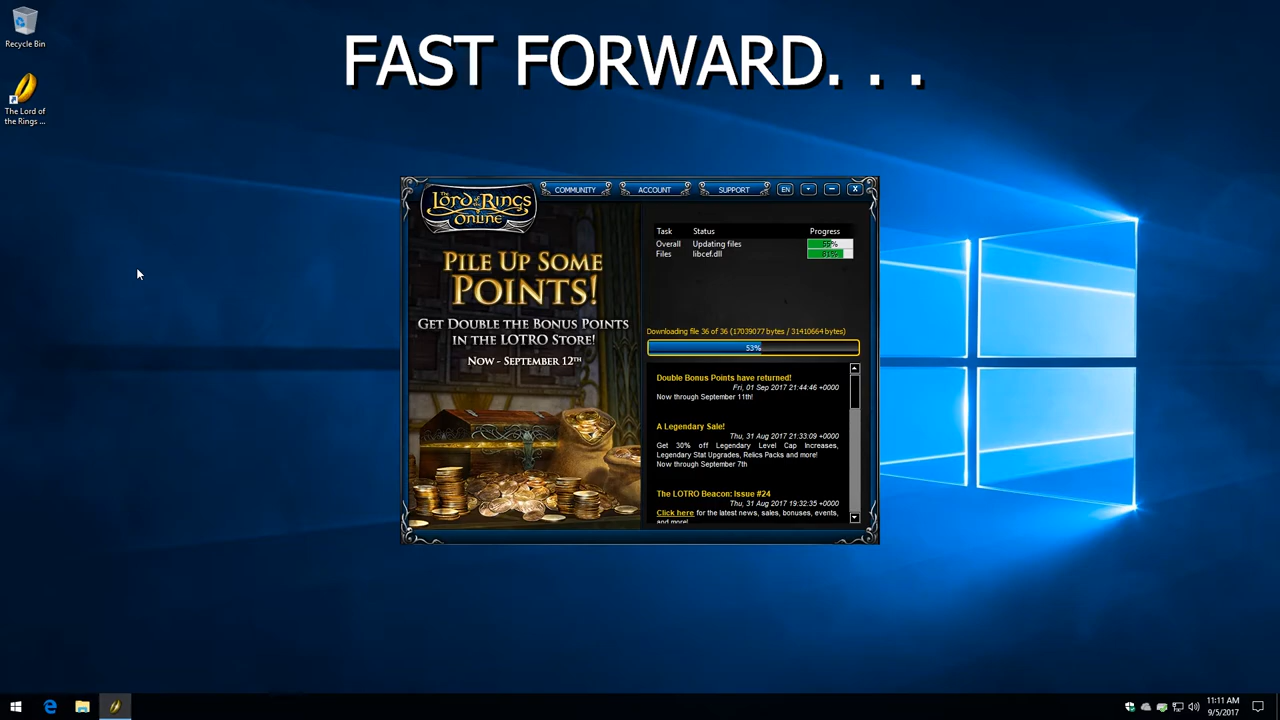 Recycle Bin
The Lord of
the Rings ...
FAST FORWARD. . .
The
Lord of the Rings
Online
COMMUNITY
ACCOUNT
SUPPORT
EN
X
PILE UP SOME
POINTS!
GET DOUBLE THE BONUS POINTS
IN THE LOTRO STORE!
NOW - SEPTEMBER 12TH
Task Status Progress
Overall Updating files
Files libcef.dll 81%
Downloading file 36 of 36 (17039077 bytes / 31410664 bytes)
53%
Double Bonus Points have returned!
Fri, 01 Sep 2017 21:44:46 +0000
Now through September 11th!
A Legendary Sale!
Thu, 31 Aug 2017 21:33:09 +0000
Get 30% off Legendary Level Cap Increases,
Legendary Stat Upgrades, Relics Packs and more!
Now through September 7th
The LOTRO Beacon: Issue #24
Thu, 31 Aug 2017 19:32:35 +0000
Click here for the latest news, sales, bonuses, events,
and more!
11:11 AM
9/5/2017